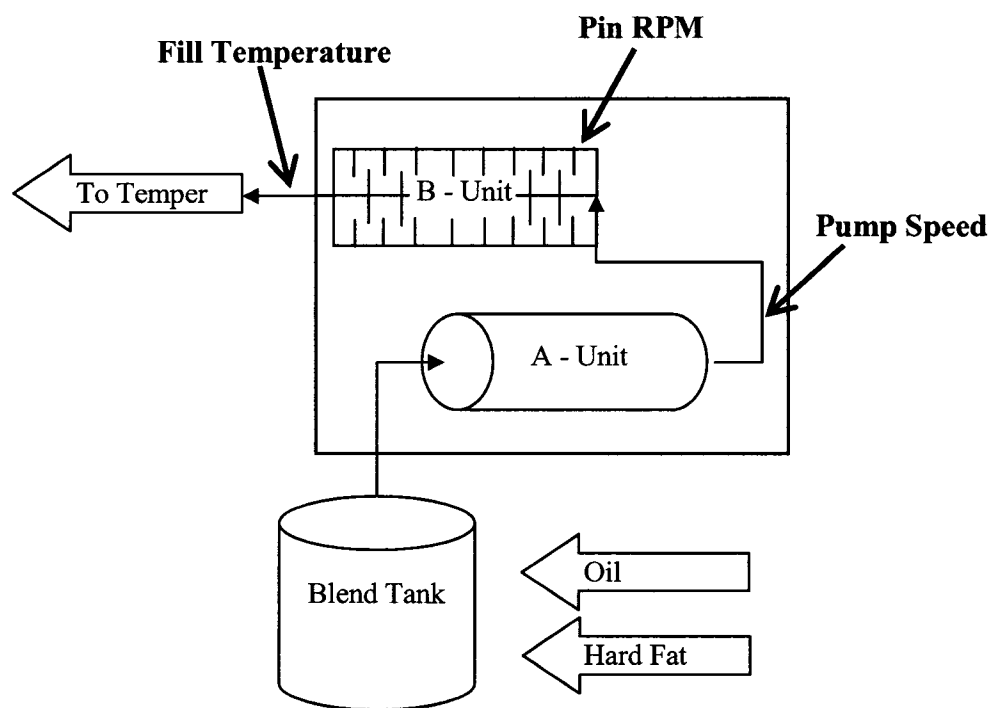 Pin RPM
Fill Temperature
To Temper
B - Unit
Pump Speed
A - Unit
Blend Tank
Oil
Hard Fat